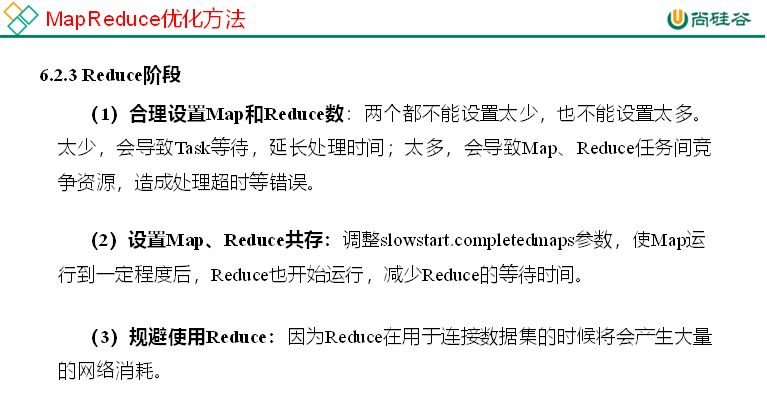 MapReduce优化方法
尚硅谷
6.2.3 Reduce阶段
（1）合理设置Map和Reduce数：两个都不能设置太少，也不能设置太多。
太少，会导致Task等待，延长处理时间；太多，会导致Map、Reduce任务间竞
争资源，造成处理超时等错误。
（2）设置Map、Reduce共存：调整slowstart.completedmaps参数，使Map运
行到一定程度后，Reduce也开始运行，减少Reduce的等待时间。
（3）规避使用Reduce：因为Reduce在用于连接数据集的时候将会产生大量
的网络消耗。